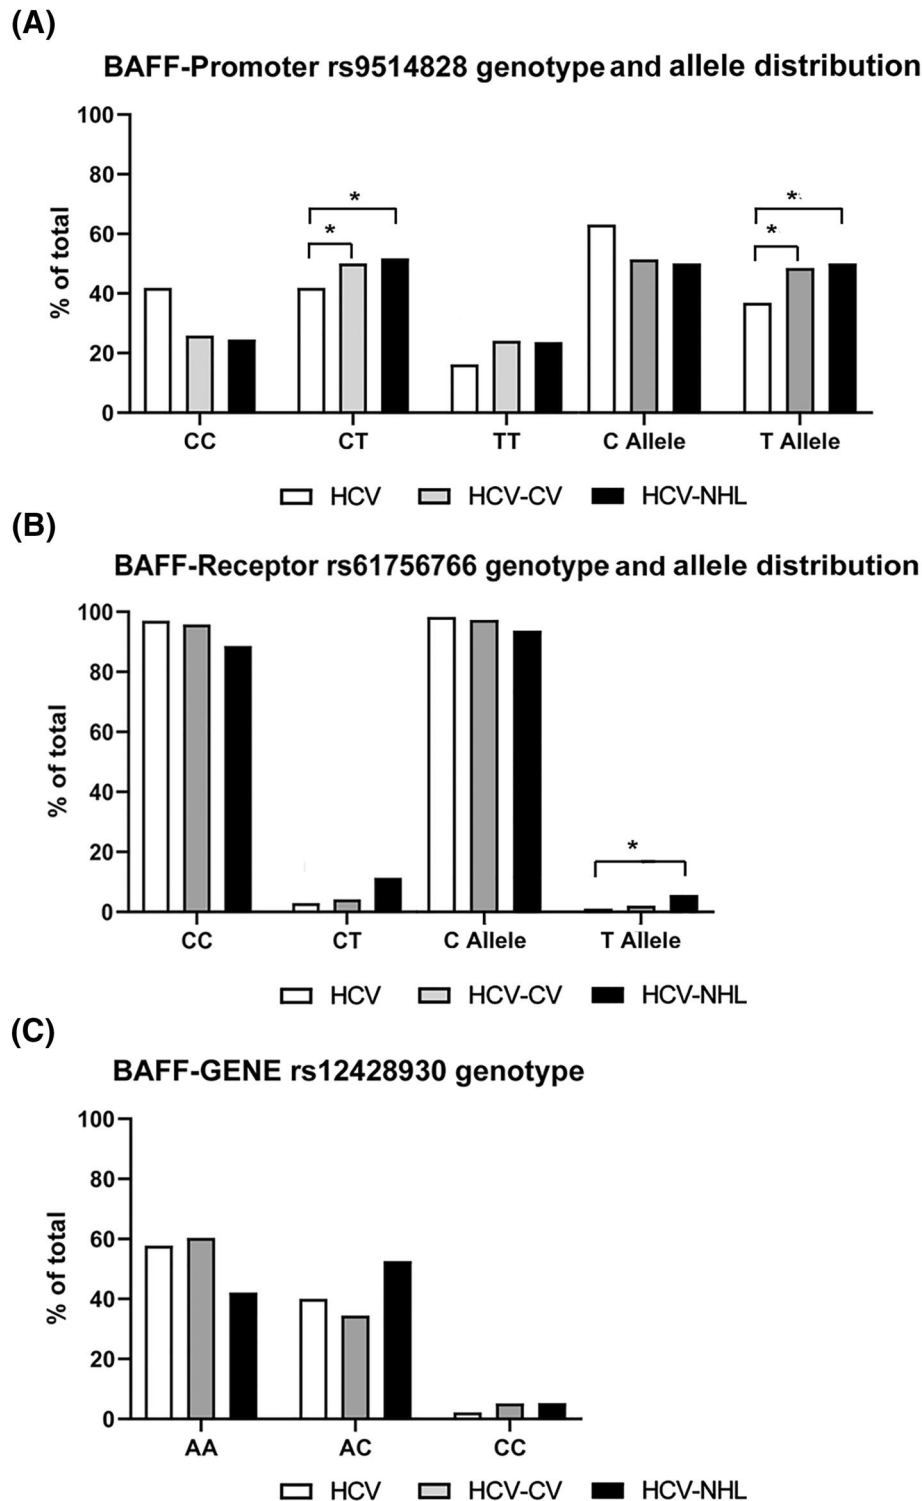 (A)
BAFF-Promoter rs9514828 genotype and allele distribution
% of total
100
80
60
40
20
0
* * * *
CC CT TT C Allele T Allele
HCV HCV-CV HCV-NHL
(B)
BAFF-Receptor rs61756766 genotype and allele distribution
% of total
100
80
60
40
20
0
*
CC CT C Allele T Allele
HCV HCV-CV HCV-NHL
(C)
BAFF-GENE rs12428930 genotype
% of total
100
80
60
40
20
0
AA AC CC
HCV HCV-CV HCV-NHL